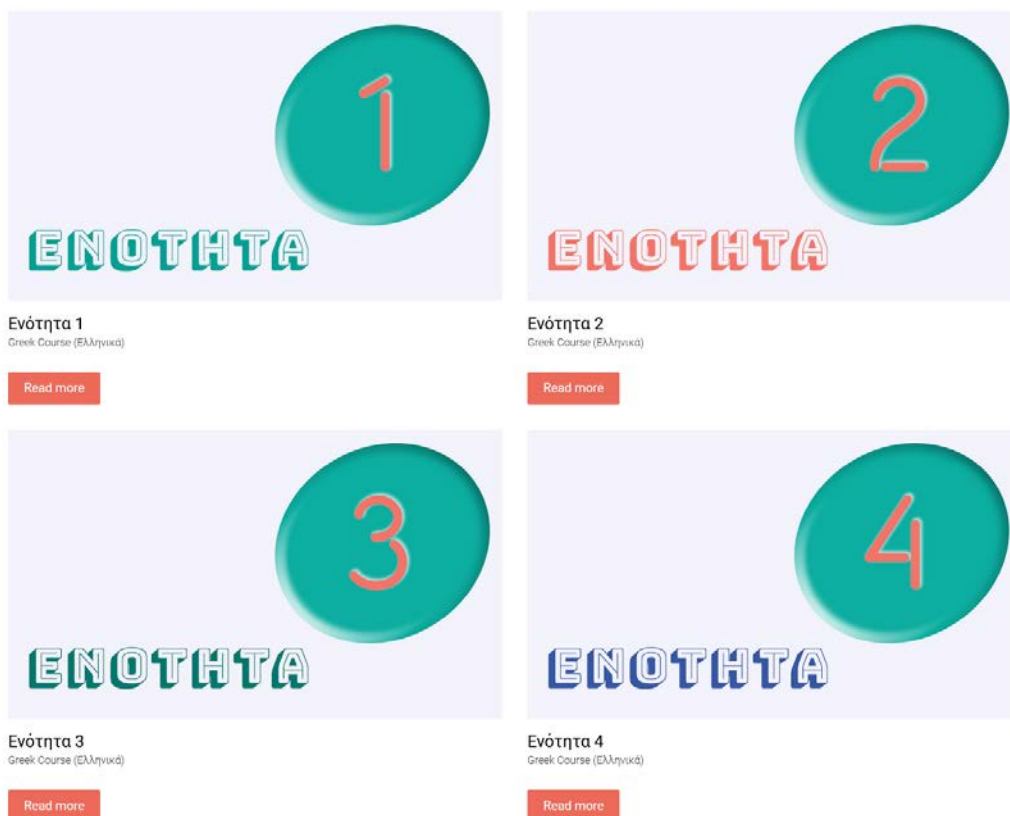 1
ΕΝΟΤΗΤΑ
Ενότητα 1
Greek Course (Ελληνικά)
Read more
2
ΕΝΟΤΗΤΑ
Ενότητα 2
Greek Course (Ελληνικά)
Read more
3
ΕΝΟΤΗΤΑ
Ενότητα 3
Greek Course (Ελληνικά)
Read more
4
ΕΝΟΤΗΤΑ
Ενότητα 4
Greek Course (Ελληνικά)
Read more